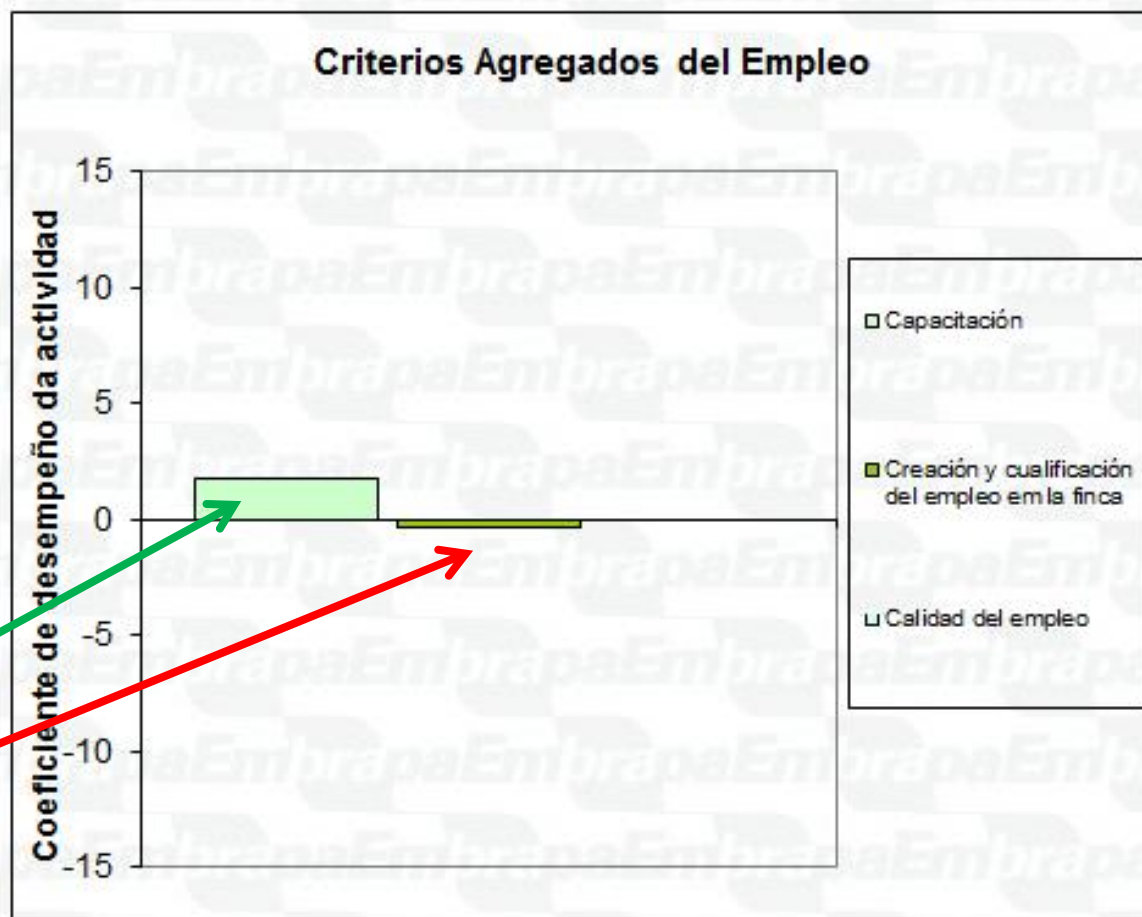 Criterios Agregados del Empleo
Coeficiente de desempeño da actividad
15
10
5
0
-5
-10
-15
Capacitación
Creación y cualificación
del empleo em la finca
Calidad del empleo
Embrapa